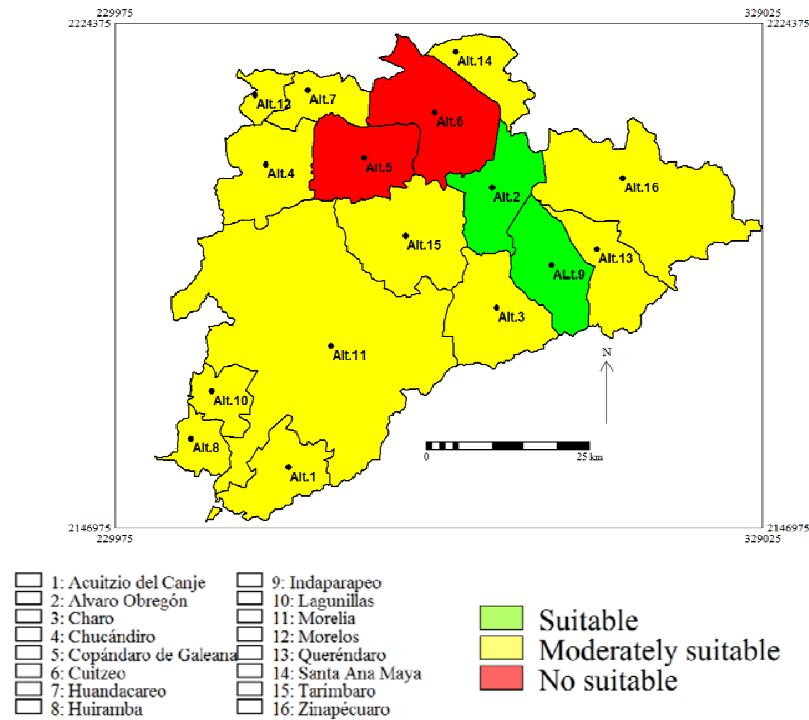 229975
329025
2224375
2224375
Alt.14
Alt.12
Alt.7
Alt.6
Alt.5
Alt.4
Alt.2
Alt.16
Alt.15
Alt.13
ALt.9
Alt.3
Alt.11
N
Alt.10
Alt.8
Alt.1
0
25 km
2146975
2146975
229975
329025
1: Acuitzio del Canje
2: Alvaro Obregón
3: Charo
4: Chucándiro
5: Copándaro de Galeana
6: Cuitzeo
7: Huandacareo
8: Huiramba
9: Indaparapeo
10: Lagunillas
11: Morelia
12: Morelos
13: Queréndaro
14: Santa Ana Maya
15: Tarímbaro
16: Zinapécuaro
Suitable
Moderately suitable
No suitable